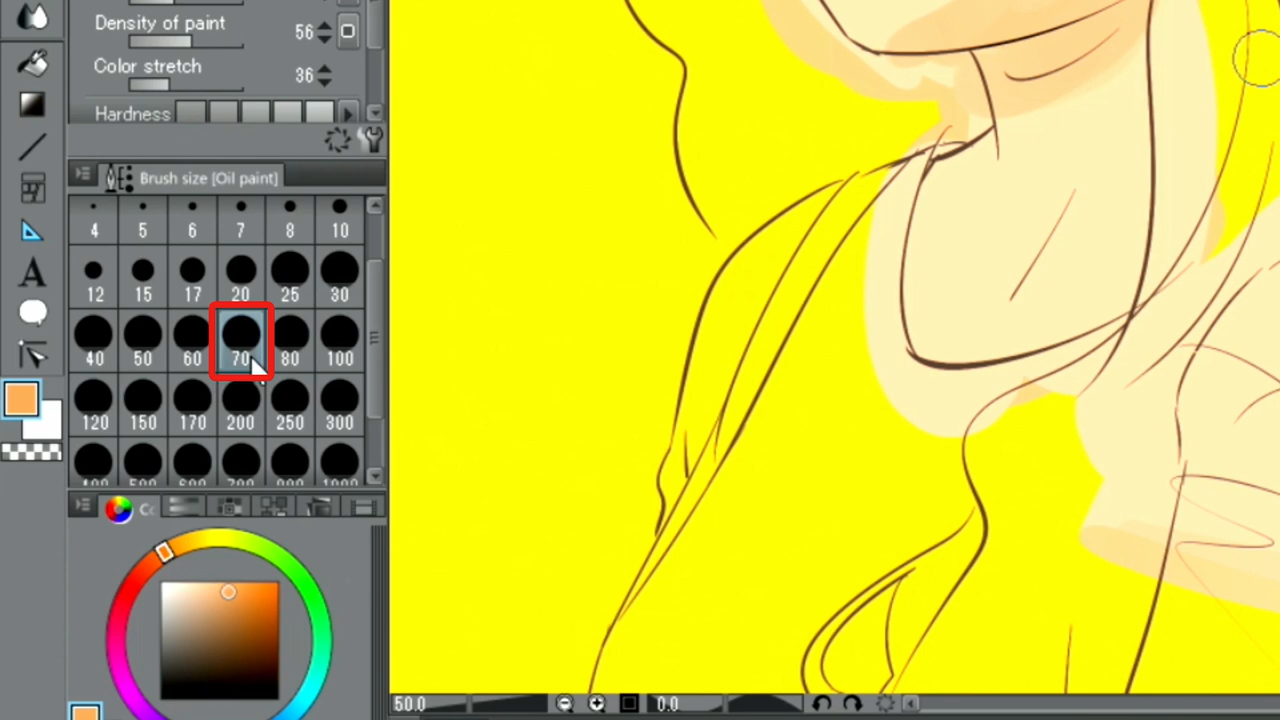 Density of paint 56
Color stretch 36
Hardness
Brush size [Oil paint]
4 5 6 7 8 10
12 15 17 20 25 30
40 50 60 70 80 100
120 150 170 200 250 300
A
50.0 0.0